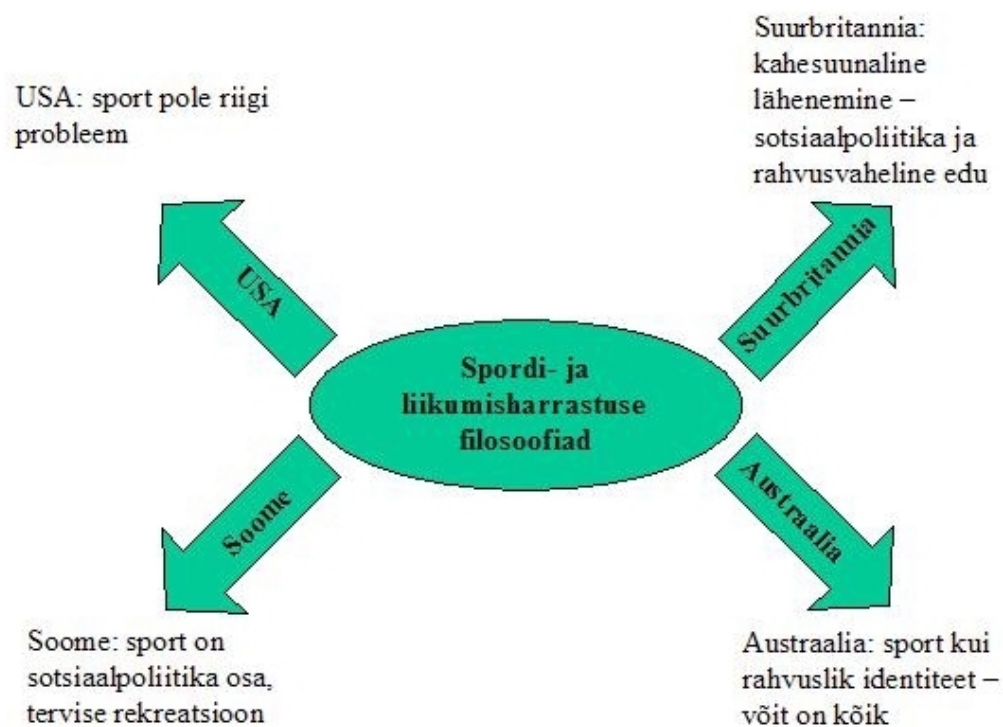 USA: sport pole riigi
probleem
Suurbritannia:
kahesuunaline
lähenemine –
sotsiaalpoliitika ja
rahvusvaheline edu
USA
Suurbritannia
Spordi- ja
liikumisharrastuse
filosoofiad
Soome
Austraalia
Soome: sport on
sotsiaalpoliitika osa,
tervise rekreatsioon
Austraalia: sport kui
rahvuslik identiteet –
võit on kõik